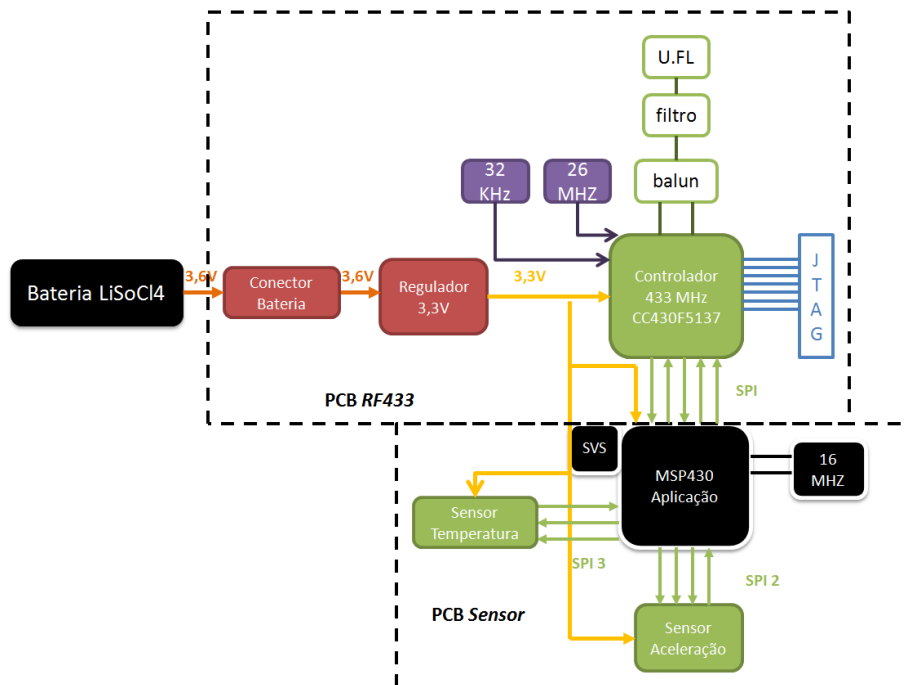 U.FL
filtro
balun
32
KHz
26
MHZ
Bateria LiSoCl4
3,6V
Conector
Bateria
3,6V
Regulador
3,3V
3,3V
Controlador
433 MHz
CC430F5137
J
T
A
G
SPI
PCB RF433
SVS
MSP430
Aplicação
16
MHZ
Sensor
Temperatura
SPI 3
SPI 2
PCB Sensor
Sensor
Aceleração